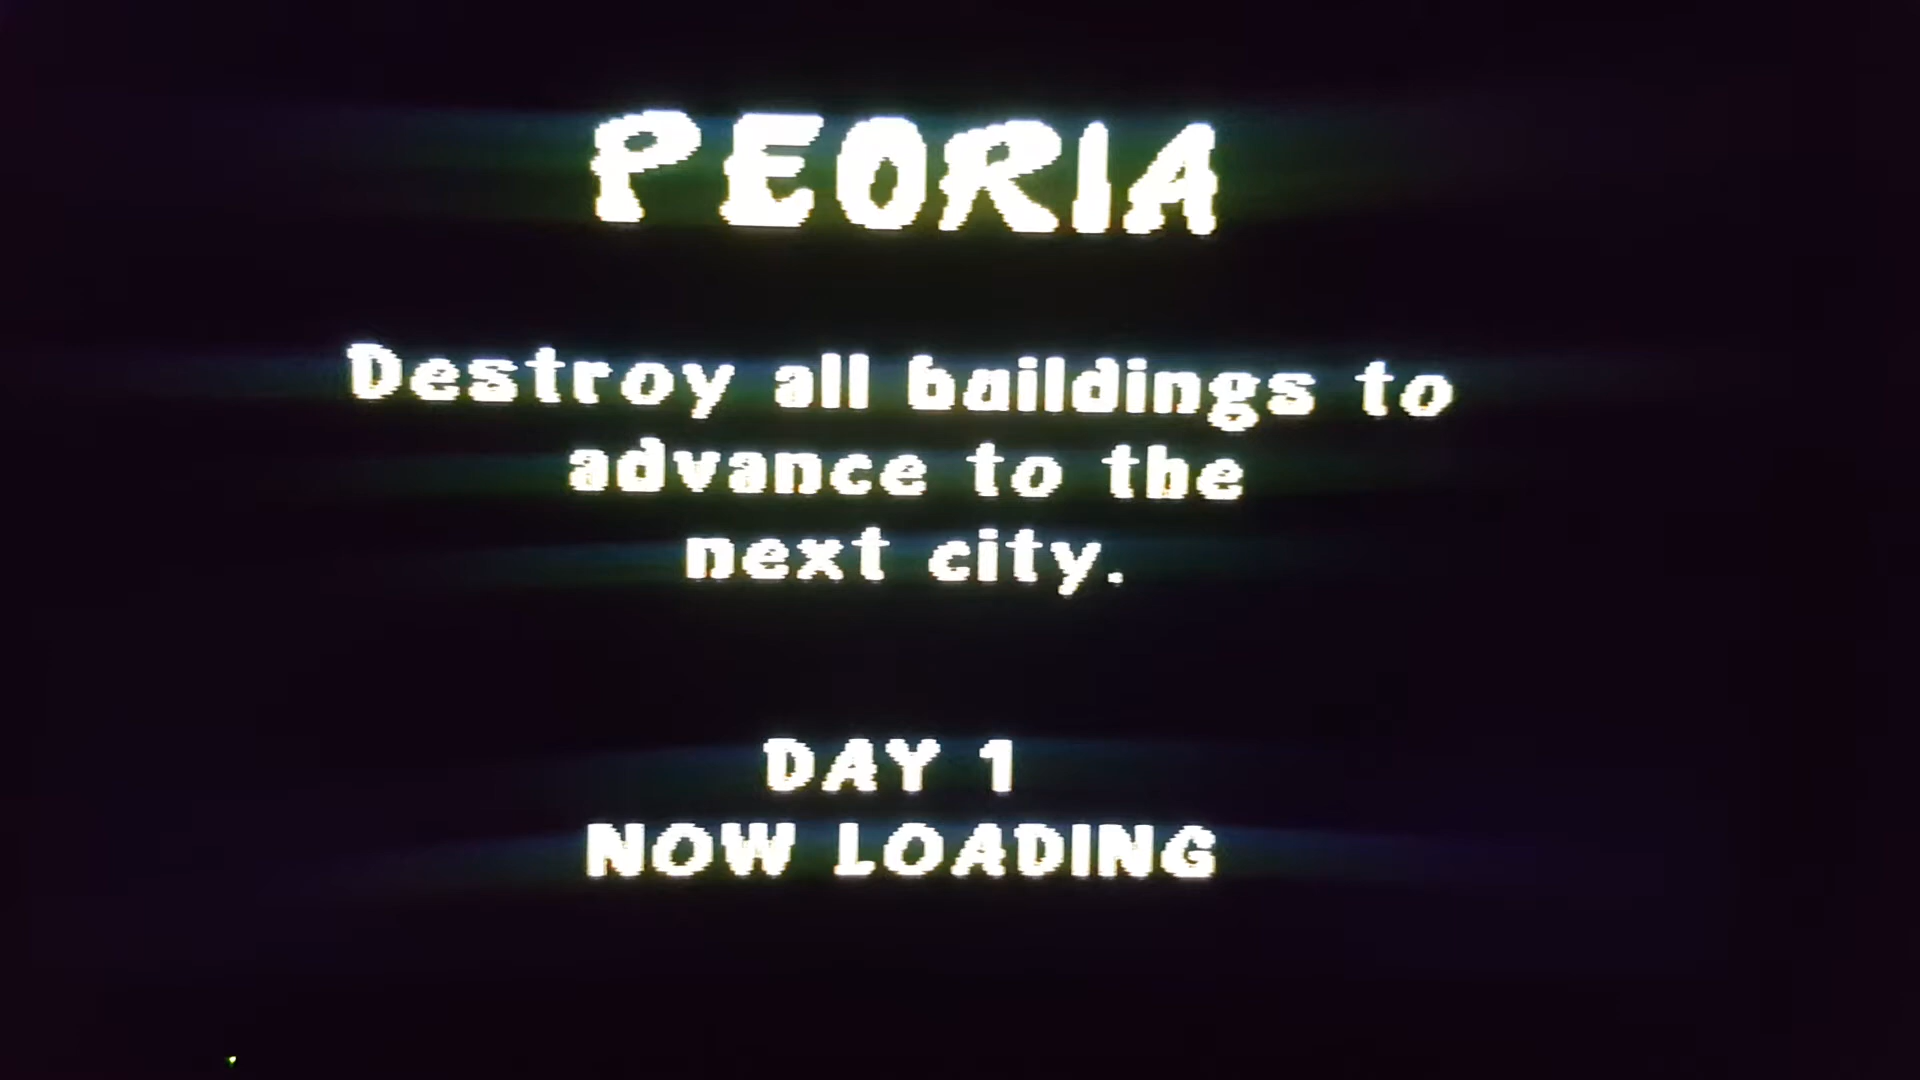 PEORIA
Destroy all buildings to
advance to the
next city.
DAY 1
NOW LOADING